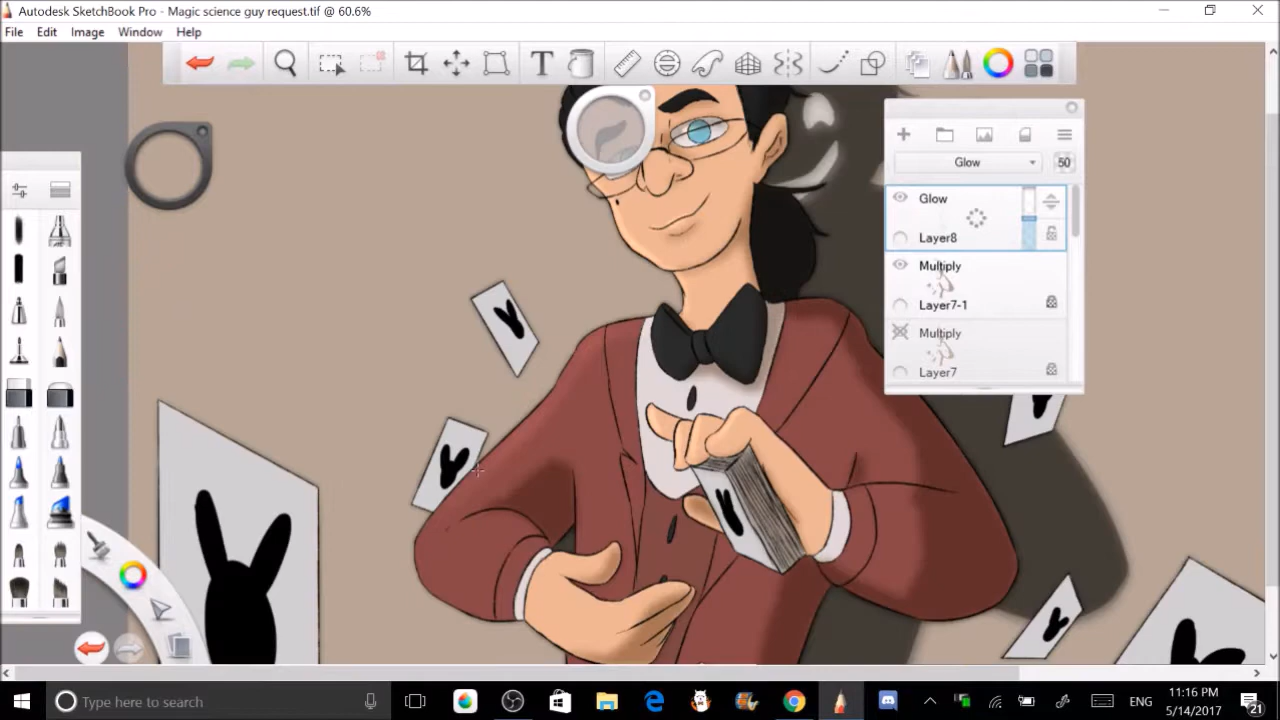 Autodesk SketchBook Pro - Magic science guy request.tif @ 60.6%
File Edit Image Window Help
T
Glow 50
Glow
Layer8
Multiply
Layer7-1
Multiply
Layer7
Type here to search
ENG
11:16 PM
5/14/2017
21